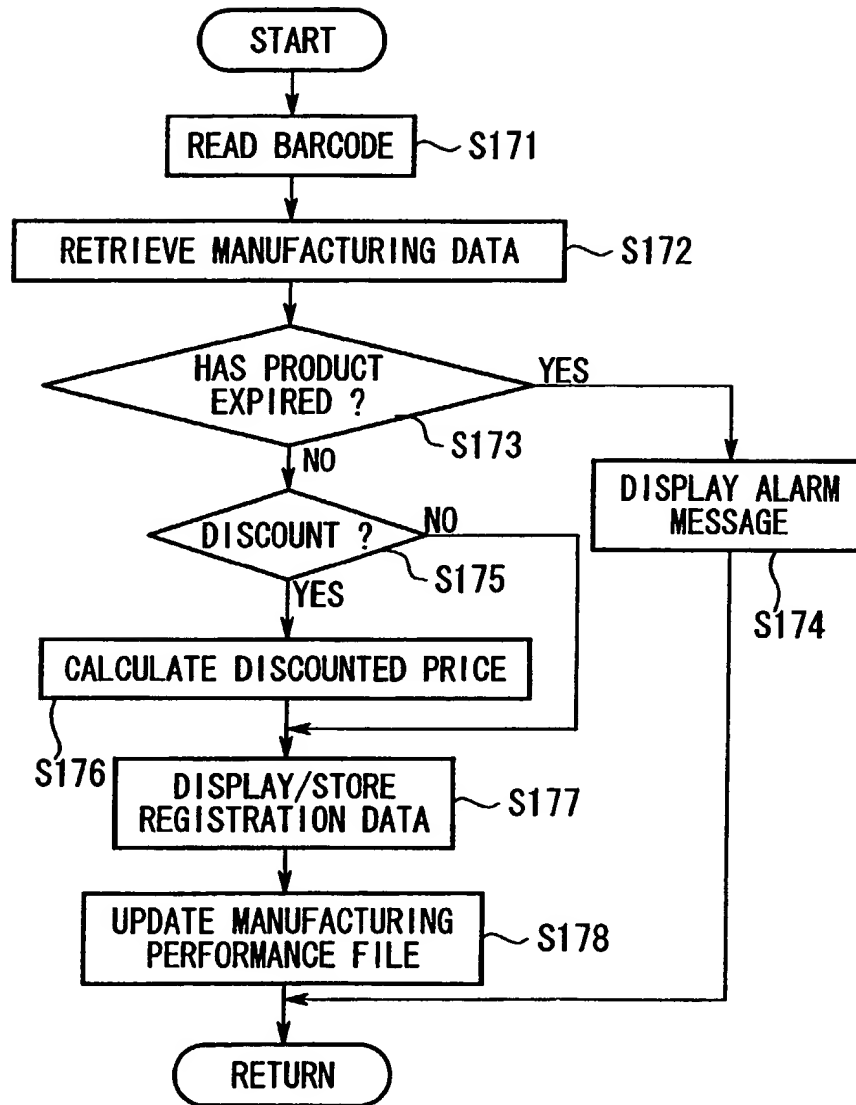 START
READ BARCODE
S171
RETRIEVE MANUFACTURING DATA
S172
HAS PRODUCT
EXPIRED ?
YES
S173
NO
DISPLAY ALARM
MESSAGE
S174
DISCOUNT ?
NO
S175
YES
CALCULATE DISCOUNTED PRICE
S176
DISPLAY/STORE
REGISTRATION DATA
S177
UPDATE MANUFACTURING
PERFORMANCE FILE
S178
RETURN